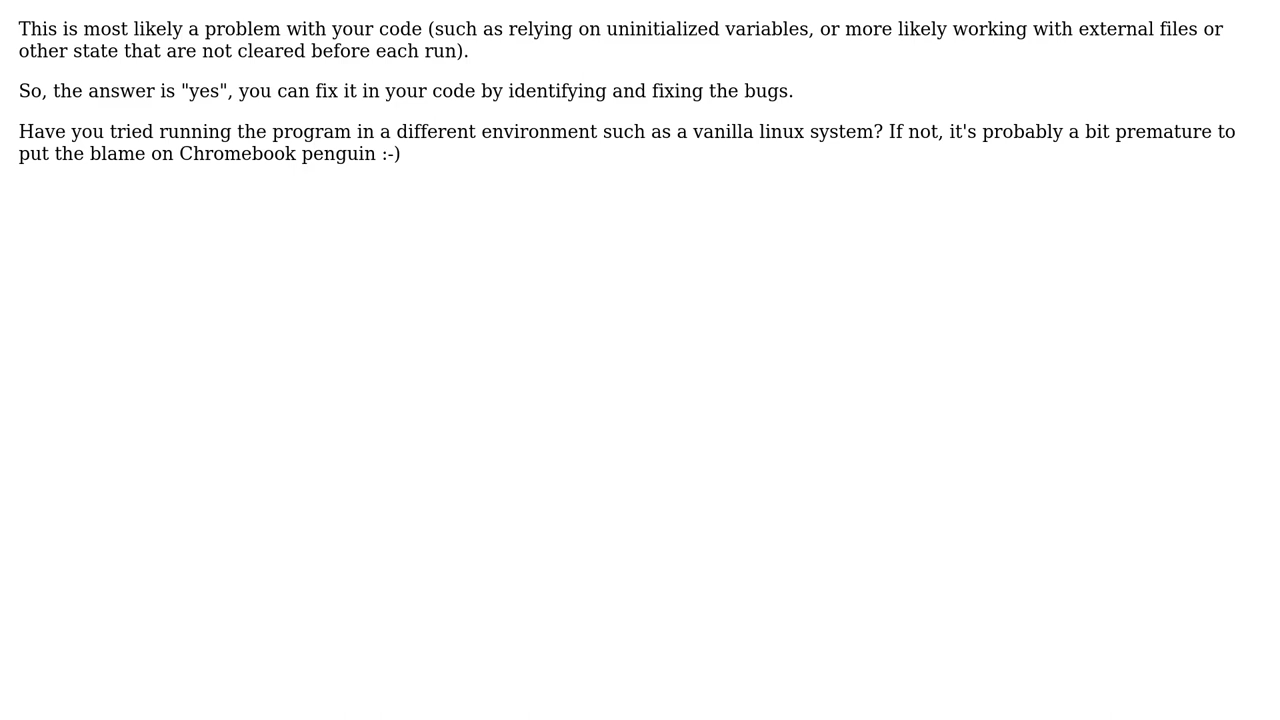 This is most likely a problem with your code (such as relying on uninitialized variables, or more likely working with external files or
other state that are not cleared before each run).
So, the answer is "yes", you can fix it in your code by identifying and fixing the bugs.
Have you tried running the program in a different environment such as a vanilla linux system? If not, it's probably a bit premature to
put the blame on Chromebook penguin :-)